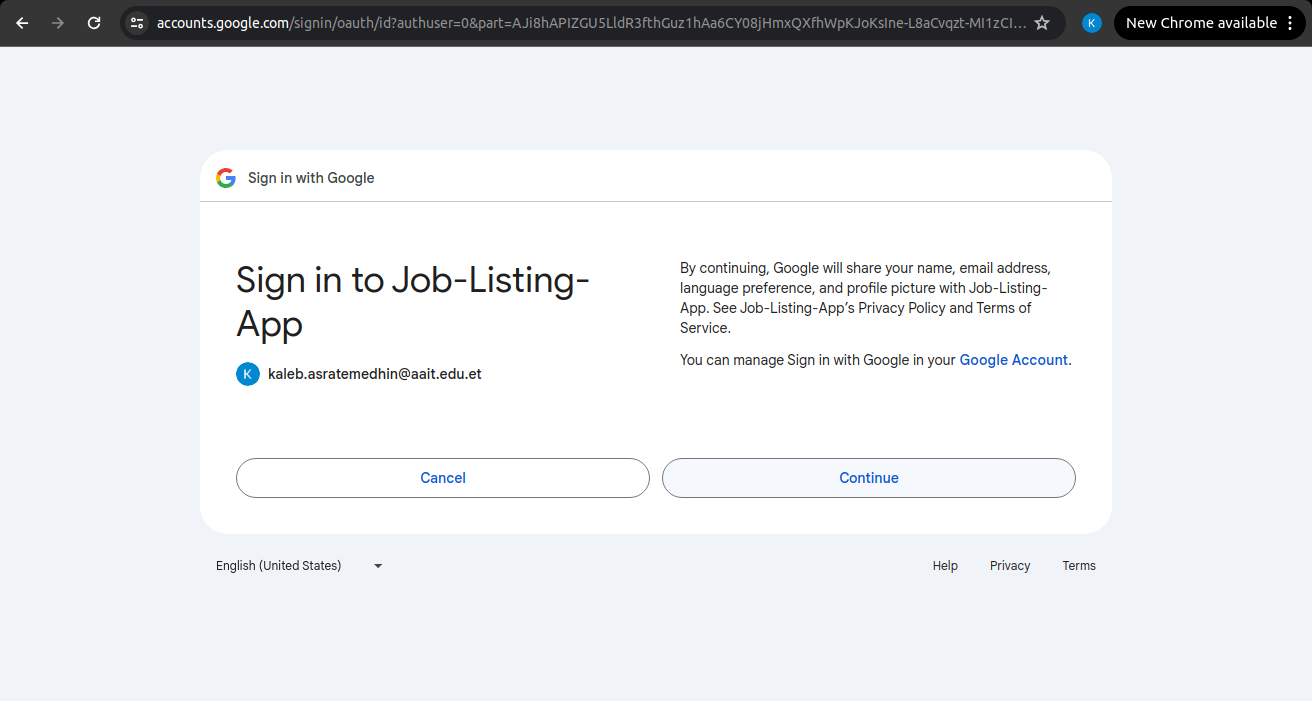 accounts.google.com/signin/oauth/id?authuser=0&part=AJi8hAPIZGU5LldR3fthGuz1hAa6CY08jHmxQXfhWpKJoKsIne-L8aCvqzt-MI1zCI...
K
New Chrome available
Sign in with Google
Sign in to Job-Listing-
App
K kaleb.asratemedhin@aait.edu.et
By continuing, Google will share your name, email address,
language preference, and profile picture with Job-Listing-
App. See Job-Listing-App’s Privacy Policy and Terms of
Service.
You can manage Sign in with Google in your Google Account.
Cancel
Continue
English (United States)
Help Privacy Terms